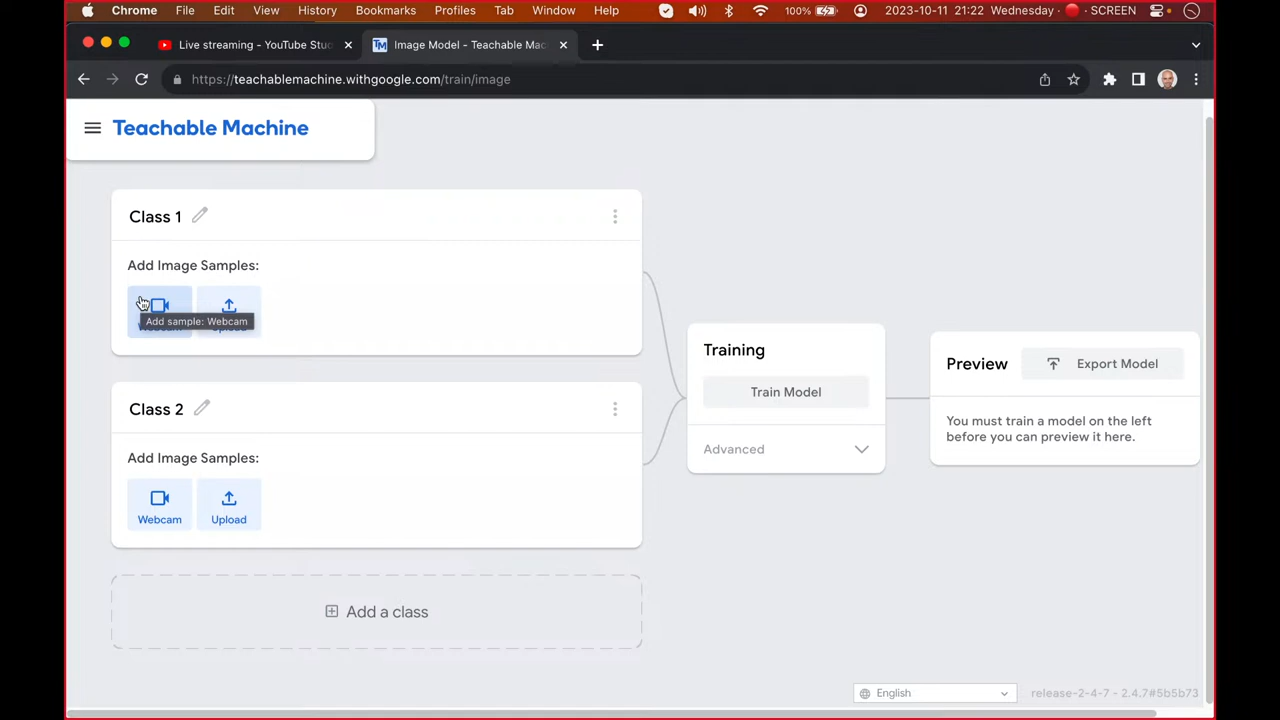 Chrome File Edit View History Bookmarks Profiles Tab Window Help 100% 2023-10-11 21:22 Wednesday SCREEN
Live streaming - YouTube Stu
Image Model - Teachable Mac
https://teachablemachine.withgoogle.com/train/image
Teachable Machine
Class 1
Add Image Samples:
Add sample: Webcam
Class 2
Add Image Samples:
Webcam
Upload
Add a class
Training
Train Model
Advanced
Preview
Export Model
You must train a model on the left
before you can preview it here.
English
release-2-4-7 - 2.4.7#5b5b73